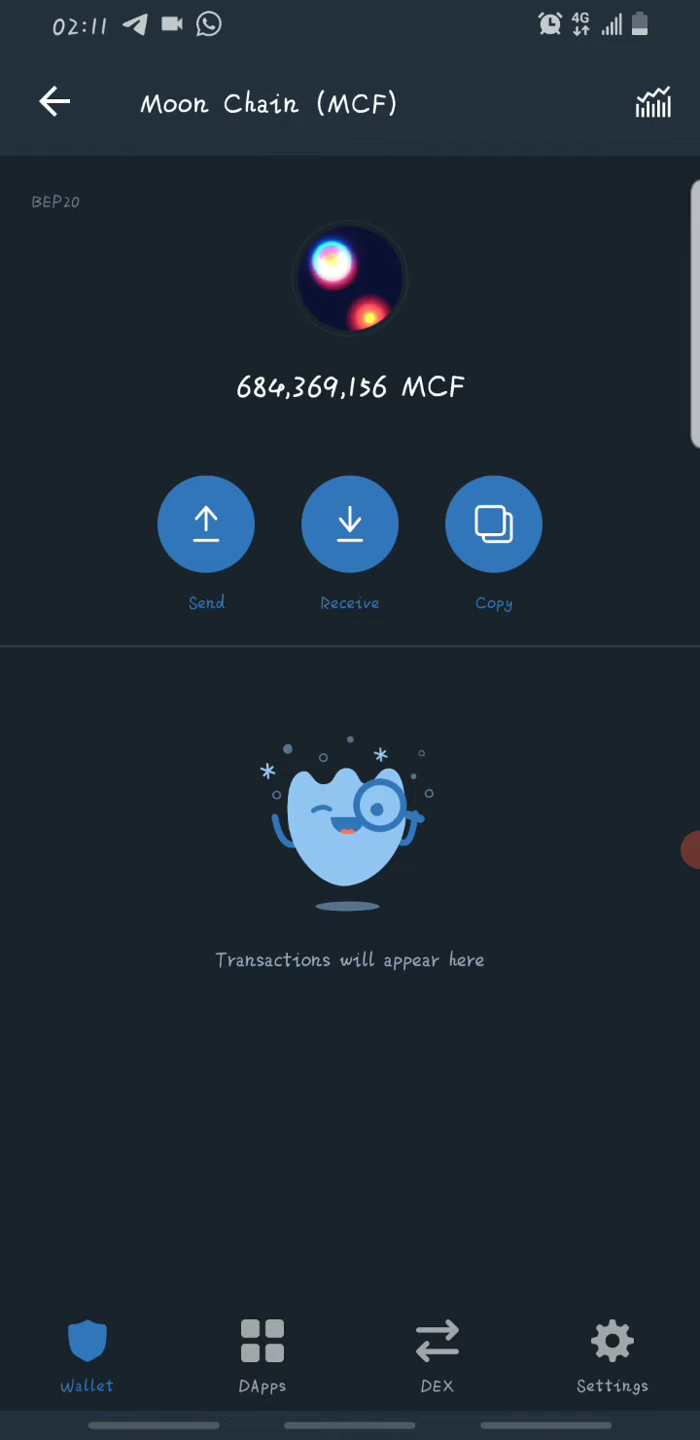 02:11
4G
Moon Chain (MCF)
BEP20
684,369,156 MCF
Send Receive Copy
Transactions will appear here
Wallet DApps DEX Settings